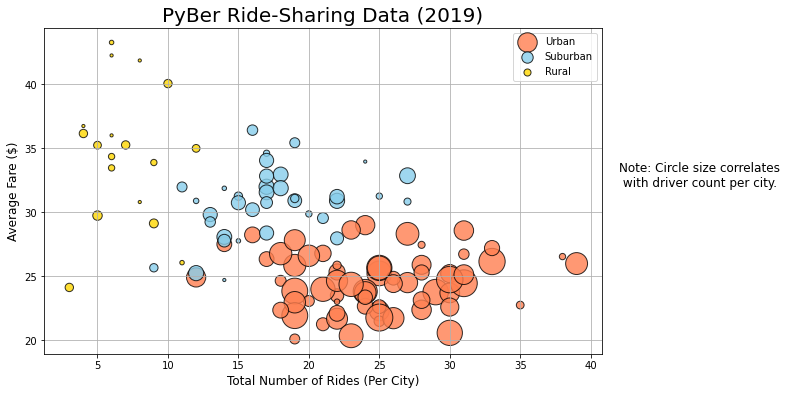 PyBer Ride-Sharing Data (2019)
Urban
Suburban
Rural
Average Fare ($)
40
35
30
25
20
Note: Circle size correlates
with driver count per city.
5
10
15
20
25
30
35
40
Total Number of Rides (Per City)